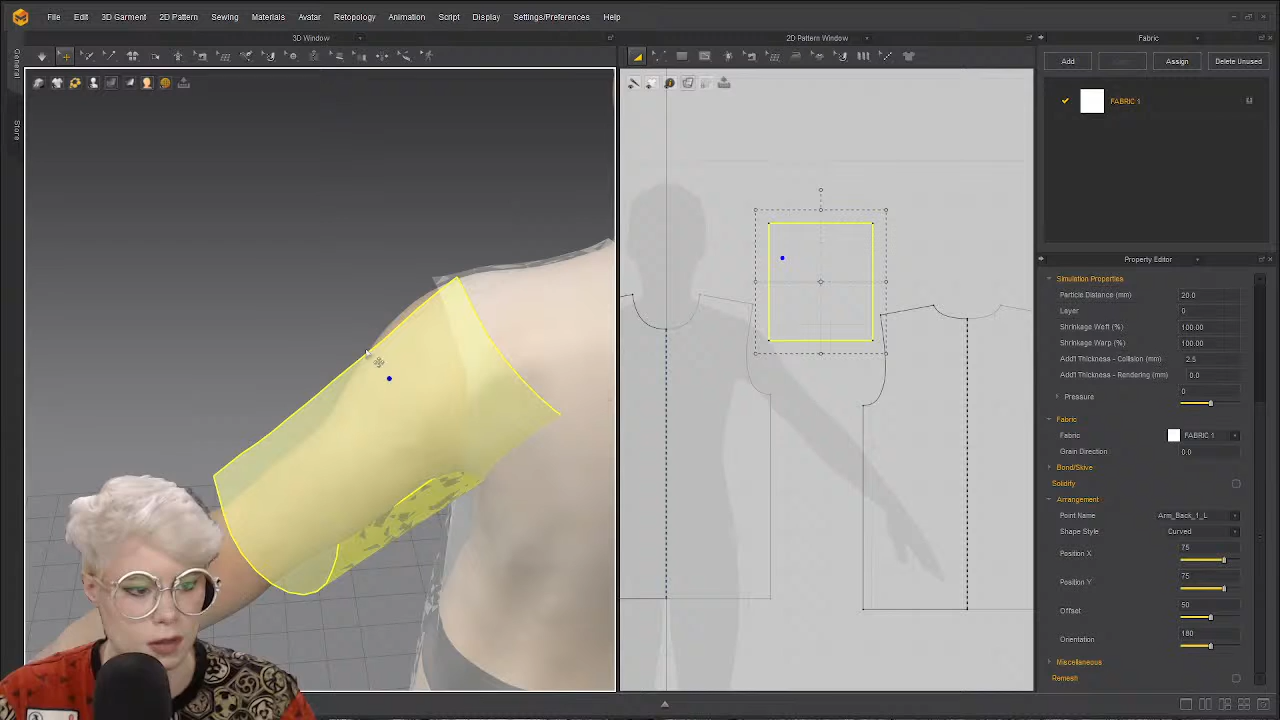 File Edit 3D Garment 2D Pattern Sewing Materials Avatar Retopology Animation Script Display Settings/Preferences Help
3D Window
2D Pattern Window
Fabric
General
Store
Add
Assign
Delete Unused
FABRIC 1
Property Editor
Simulation Properties
Particle Distance (mm) 20.0
Layer 0
Shrinkage Weft (%) 100.00
Shrinkage Warp (%) 100.00
Add'l Thickness - Collision (mm) 2.5
Add'l Thickness - Rendering (mm) 0.0
Pressure 0
Fabric
Fabric FABRIC 1
Grain Direction 0.0
Bond/Skive
Solidify
Arrangement
Point Name Arm_Back_1_L
Shape Style Curved
Position X 75
Position Y 75
Offset 50
Orientation 180
Miscellaneous
Remesh